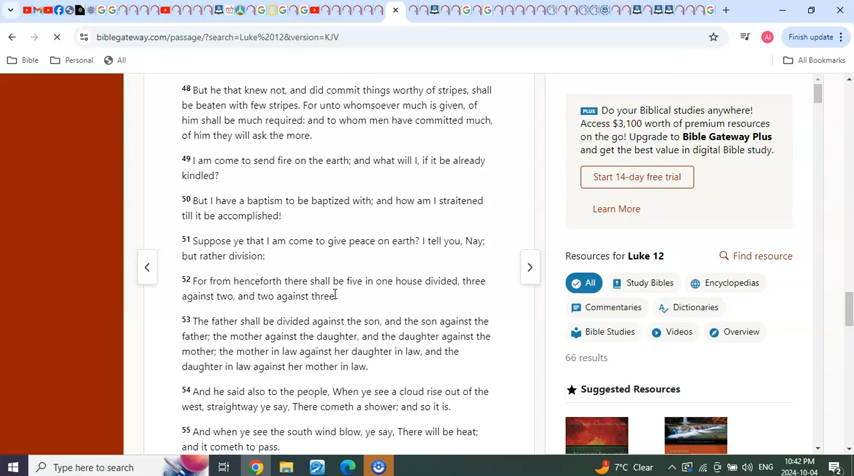 Finish update
biblegateway.com/passage/?search=Luke%2012&version=KJV
Bible
Personal
All
All Bookmarks
48 But he that knew not, and did commit things worthy of stripes, shall
be beaten with few stripes. For unto whomsoever much is given, of
him shall be much required: and to whom men have committed much,
of him they will ask the more.
49 I am come to send fire on the earth; and what will I, if it be already
kindled?
50 But I have a baptism to be baptized with; and how am I straitened
till it be accomplished!
51 Suppose ye that I am come to give peace on earth? I tell you, Nay;
but rather division:
52 For from henceforth there shall be five in one house divided, three
against two, and two against three.
53 The father shall be divided against the son, and the son against the
father; the mother against the daughter, and the daughter against the
mother; the mother in law against her daughter in law, and the
daughter in law against her mother in law.
54 And he said also to the people, When ye see a cloud rise out of the
west, straightway ye say, There cometh a shower; and so it is.
55 And when ye see the south wind blow, ye say, There will be heat;
and it cometh to pass.
PLUS Do your Biblical studies anywhere!
Access $3,100 worth of premium resources
on the go! Upgrade to Bible Gateway Plus
and get the best value in digital Bible study.
Start 14-day free trial
Learn More
Resources for Luke 12
Find resource
All
Study Bibles
Encyclopedias
Commentaries
Dictionaries
Bible Studies
Videos
Overview
66 results
Suggested Resources
Type here to search
7°C Clear
ENG
10:42 PM
2024-10-04
2